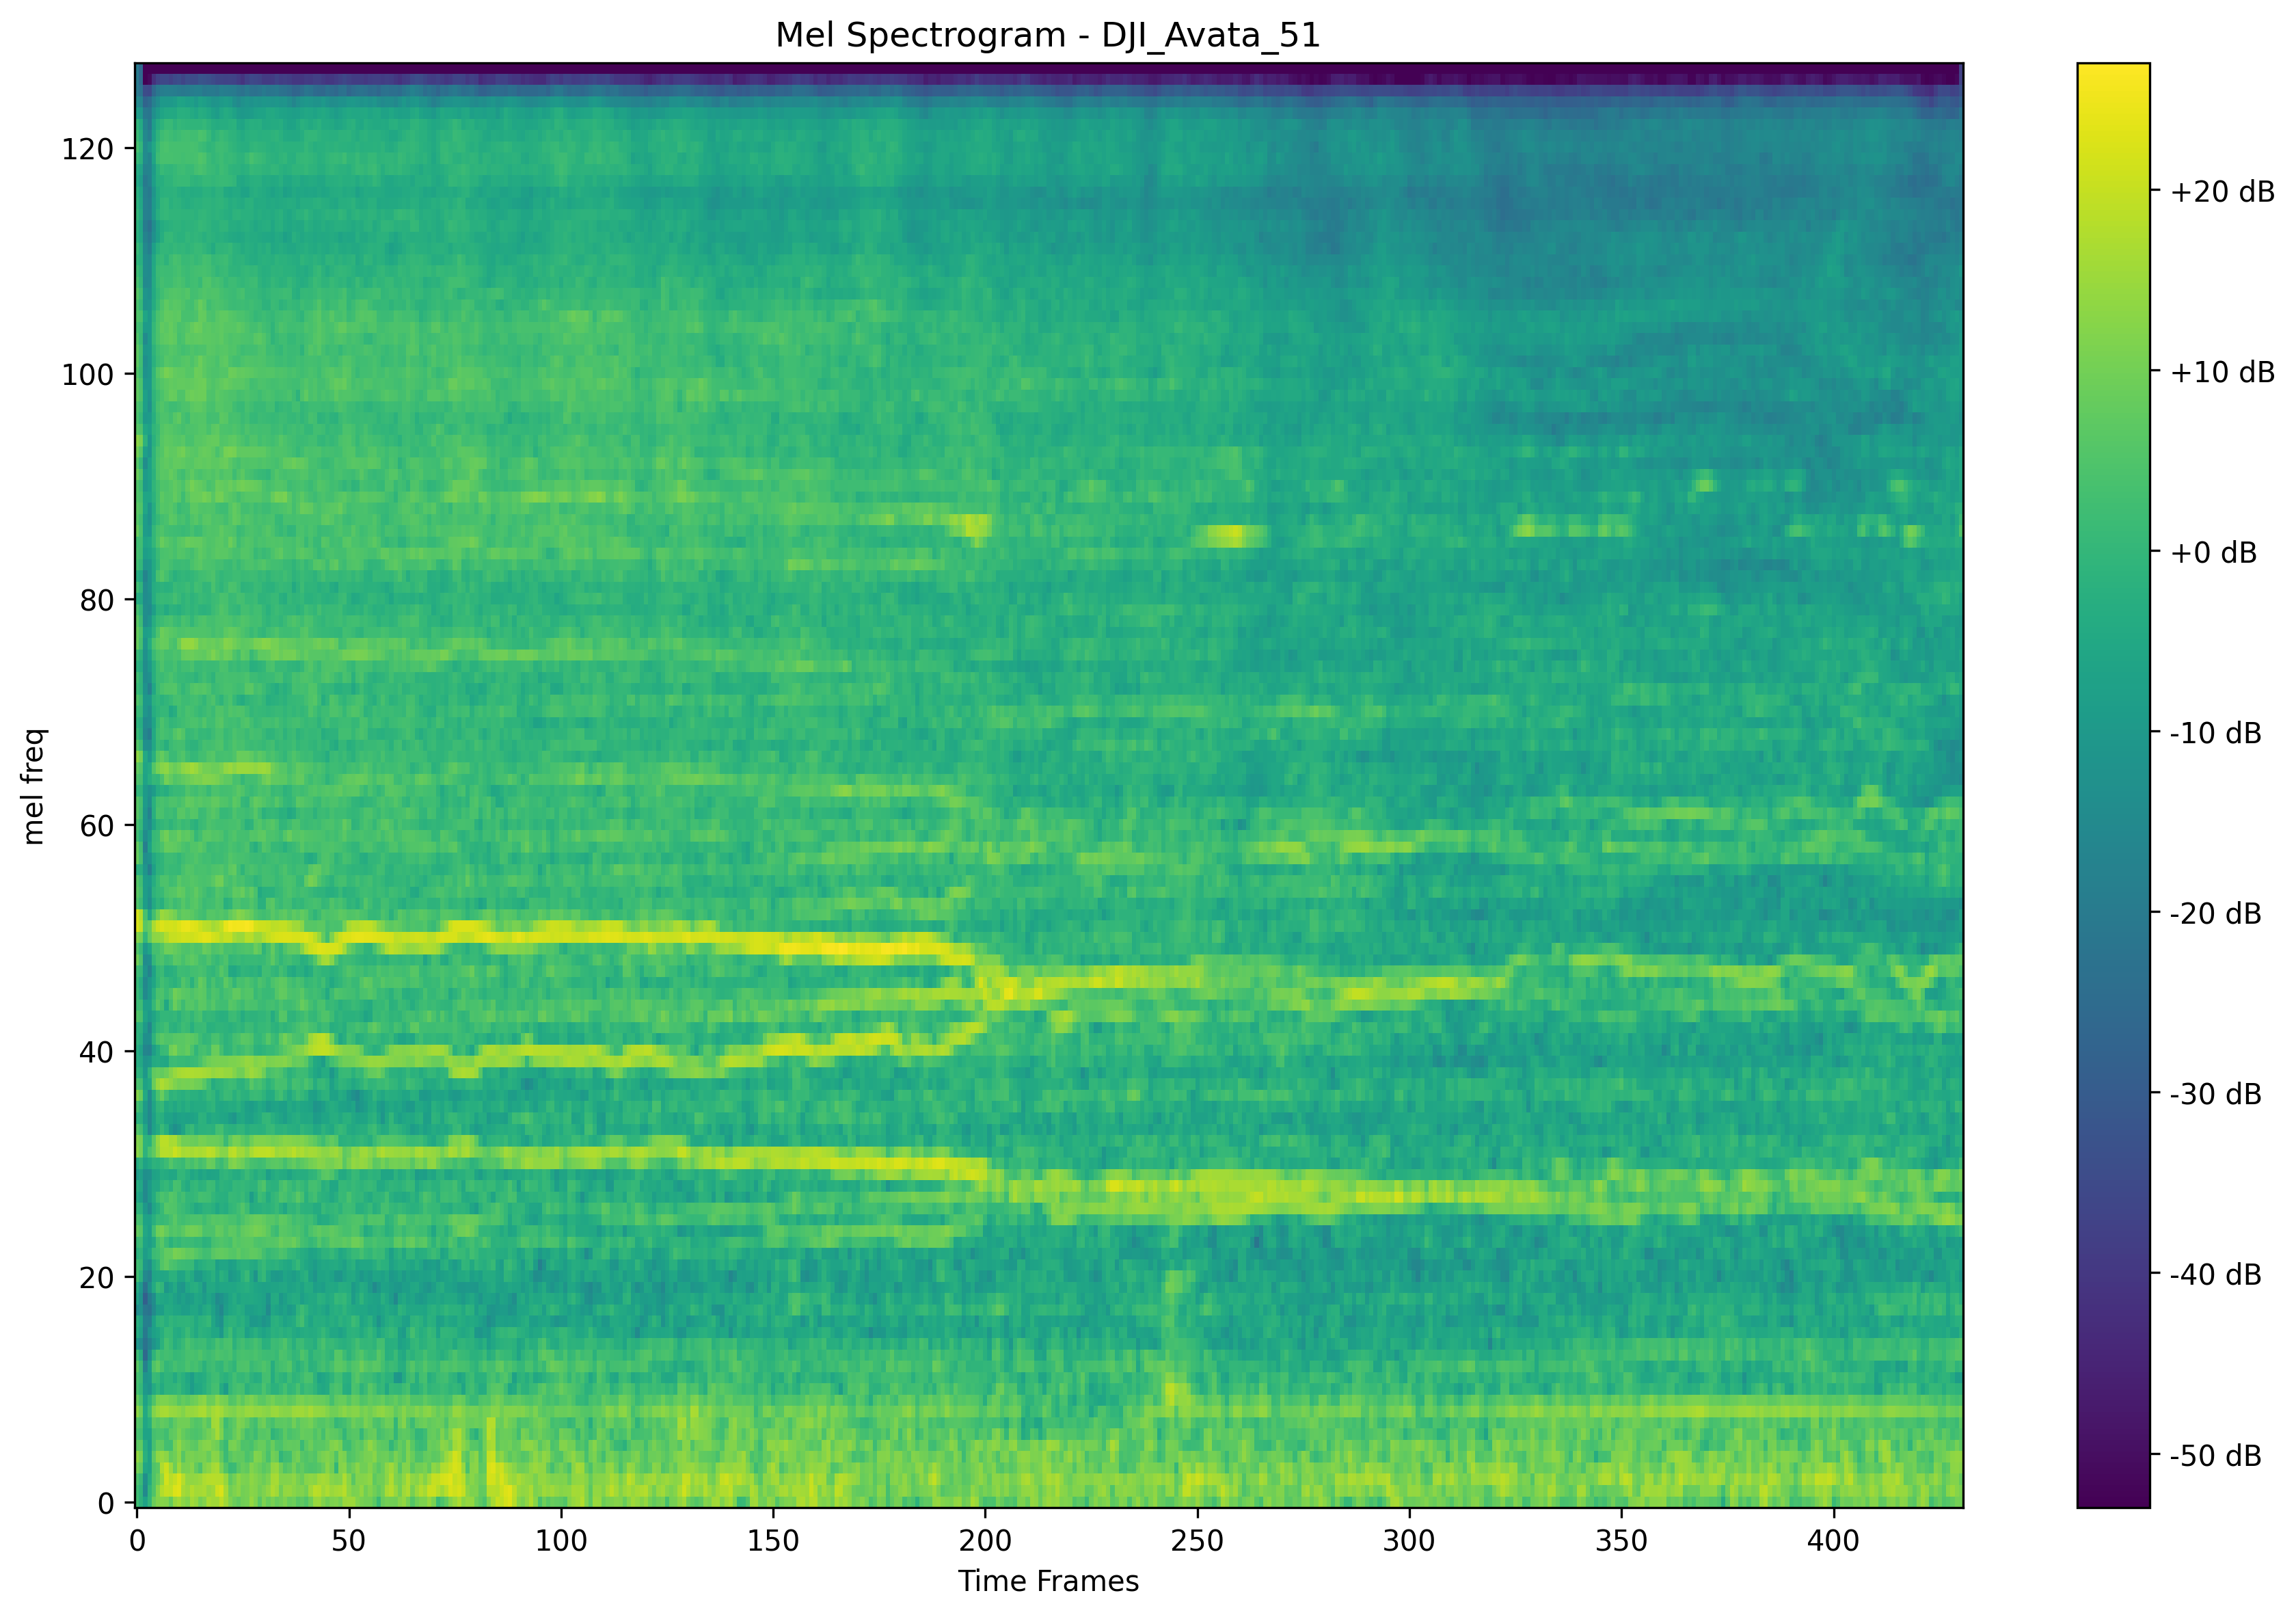 Mel Spectrogram - DJI_Avata_51
mel freq
120
100
80
60
40
20
0
0 50 100 150 200 250 300 350 400
Time Frames
+20 dB
+10 dB
+0 dB
-10 dB
-20 dB
-30 dB
-40 dB
-50 dB